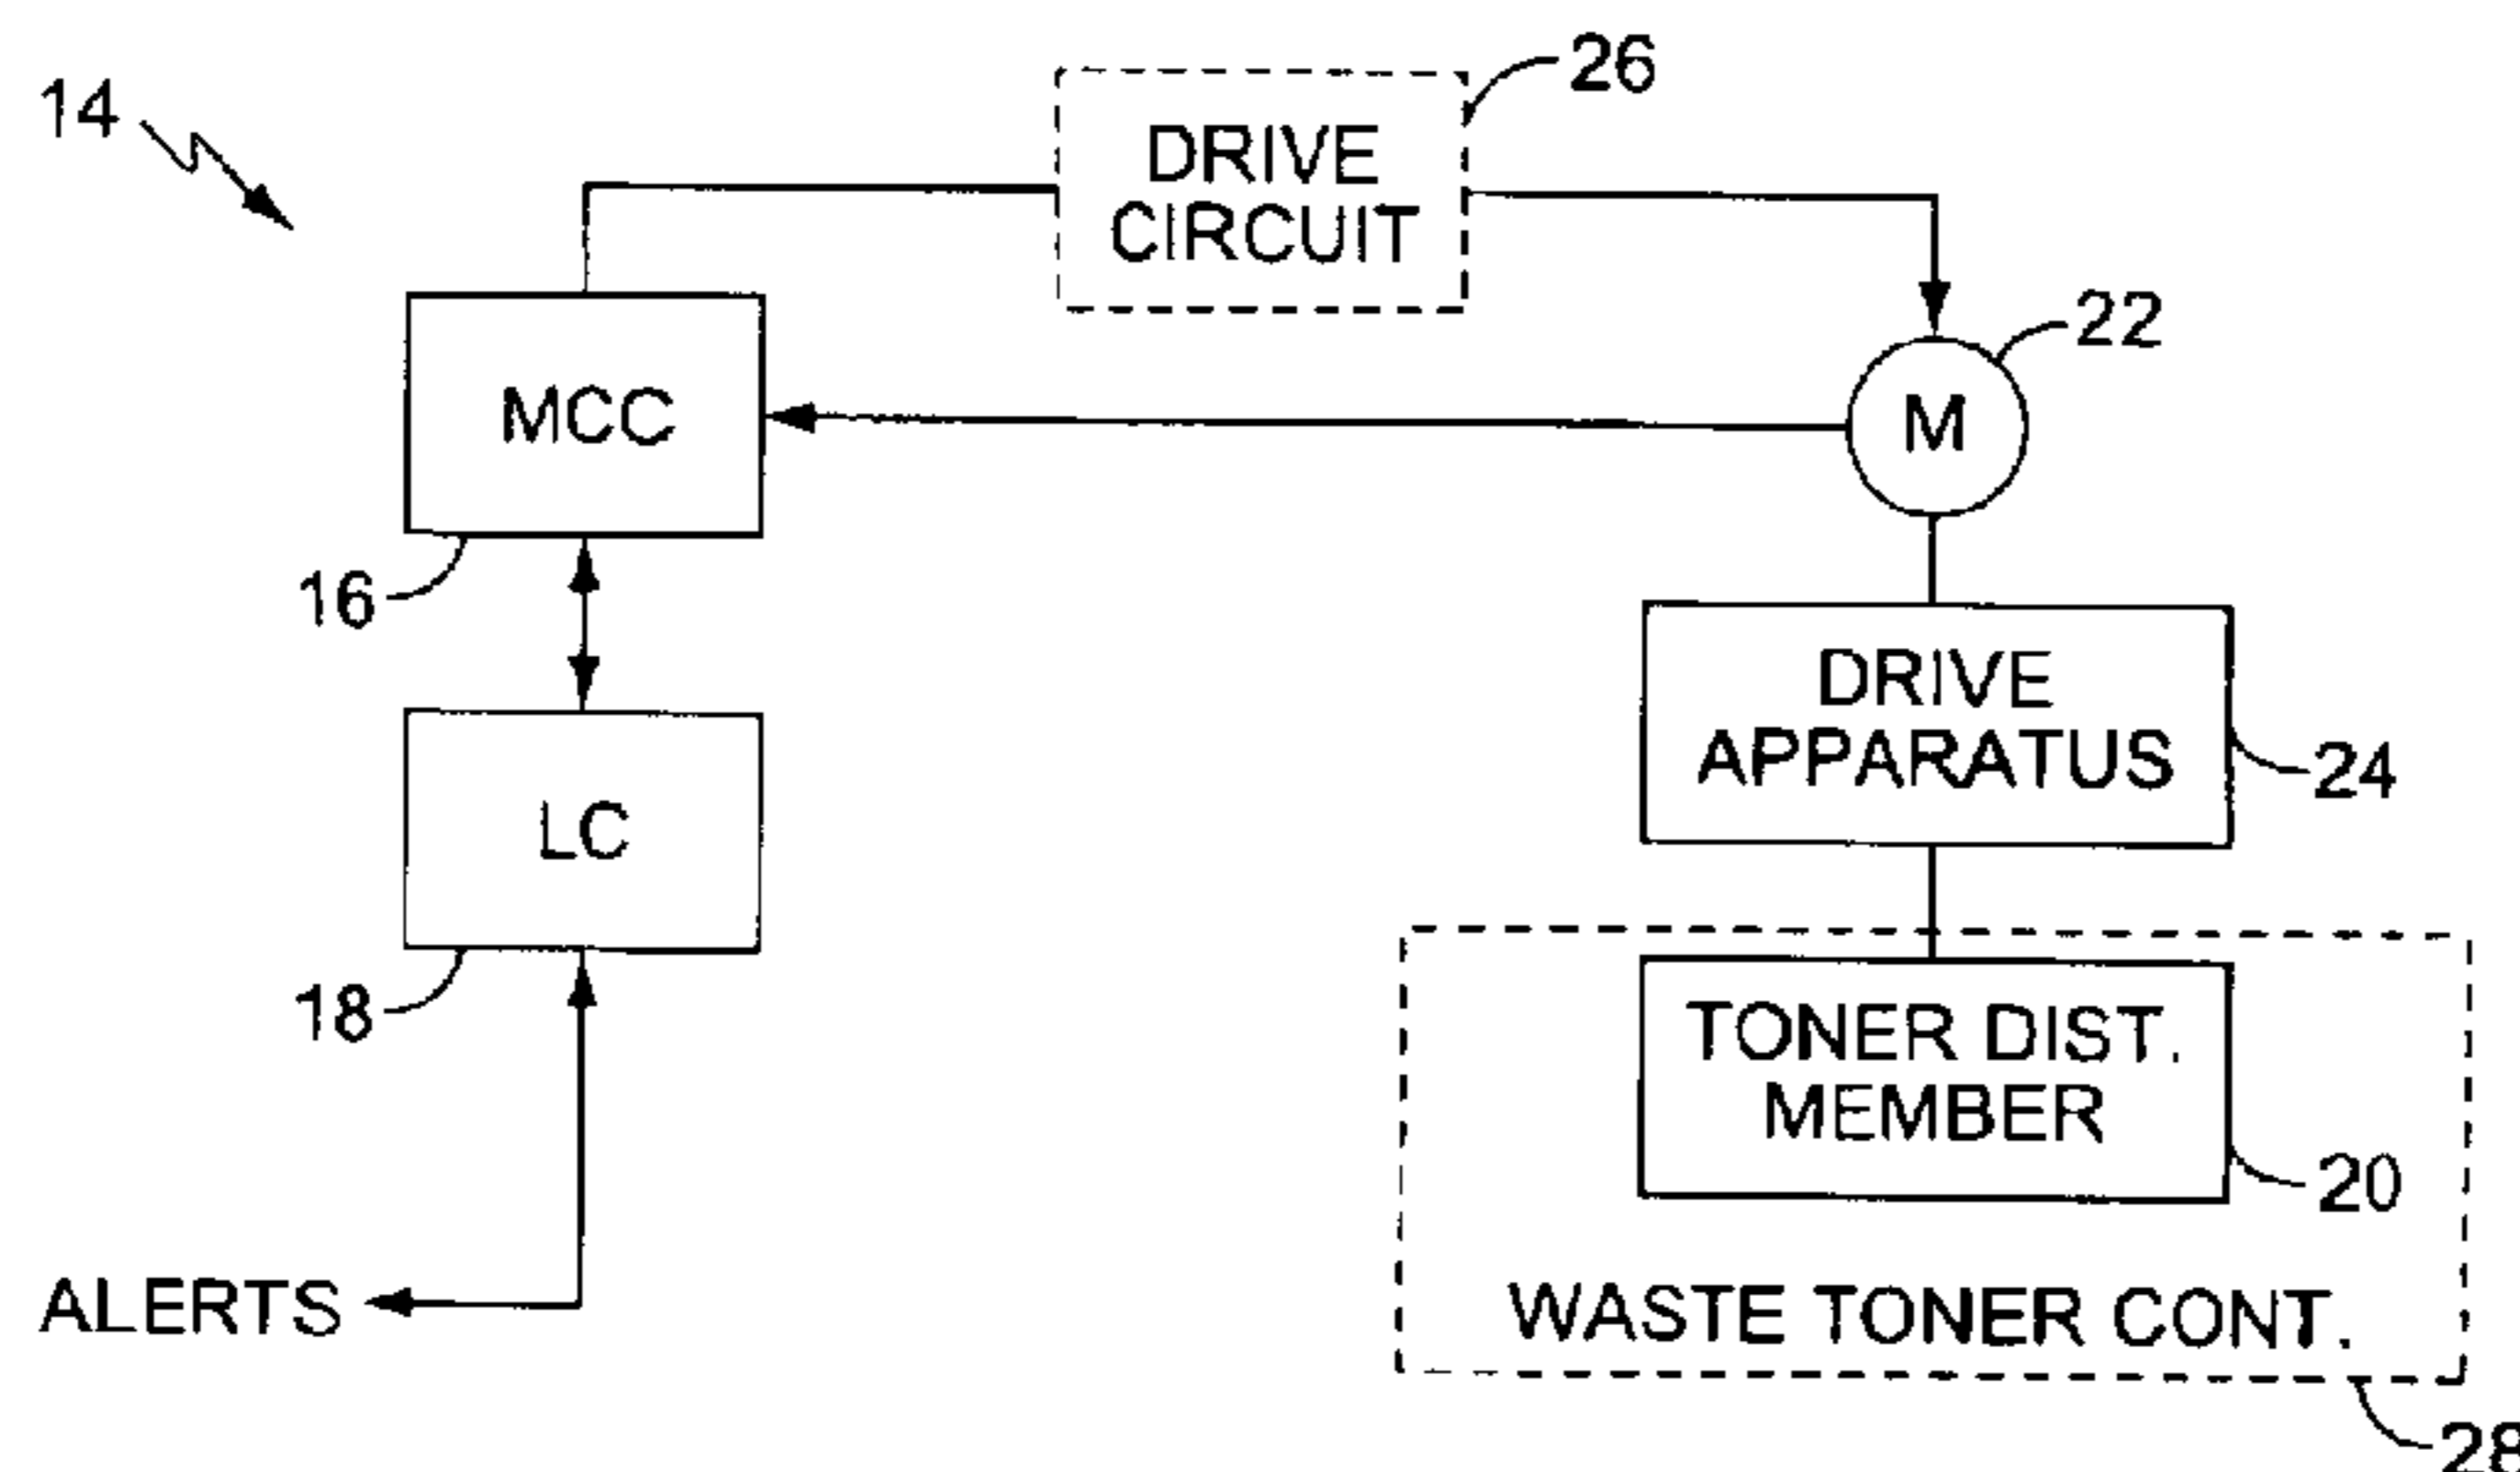 14
26
DRIVE
CIRCUIT
22
MCC
M
16
DRIVE
APPARATUS
24
LC
18
TONER DIST.
MEMBER
20
ALERTS
WASTE TONER CONT.
28